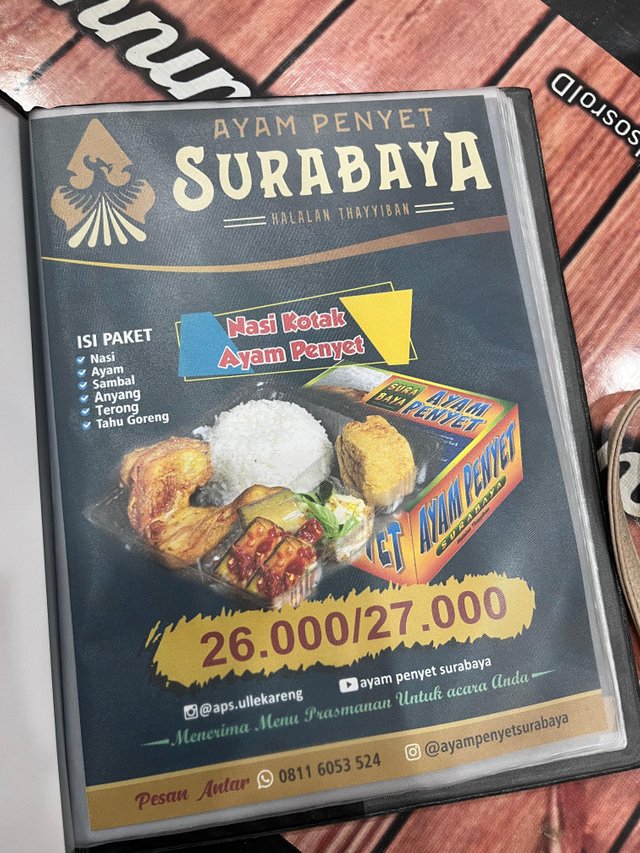 AYAM PENYET
SURABAYA
HALALAN THAYYIBAN
Nasi Kotak
Ayam Penyet
ISI PAKET
Nasi
Ayam
Sambal
Anyang
Terong
Tahu Goreng
SURA
BAYA
AYAM
PENYET
AYAM PENYET
SURABAYA
26.000/27.000
@aps.ullekareng
ayam penyet surabaya
Menerima Menu Prasmanan Untuk acara Anda
Pesan Antar 0811 6053 524
@ayampenyetsurabaya